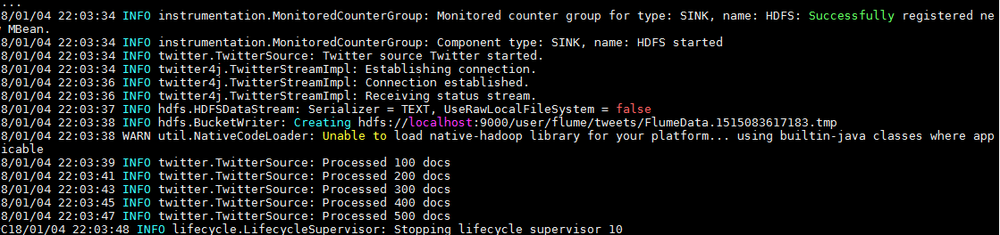 ...
8/01/04 22:03:34 INFO instrumentation.MonitoredCounterGroup: Monitored counter group for type: SINK, name: HDFS: Successfully registered ne
w MBean.
8/01/04 22:03:34 INFO instrumentation.MonitoredCounterGroup: Component type: SINK, name: HDFS started
8/01/04 22:03:34 INFO twitter.TwitterSource: Twitter source Twitter started.
8/01/04 22:03:34 INFO twitter4j.TwitterStreamImpl: Establishing connection.
8/01/04 22:03:36 INFO twitter4j.TwitterStreamImpl: Connection established.
8/01/04 22:03:36 INFO twitter4j.TwitterStreamImpl: Receiving status stream.
8/01/04 22:03:37 INFO hdfs.HDFSDataStream: Serializer = TEXT, UseRawLocalFileSystem = false
8/01/04 22:03:38 INFO hdfs.BucketWriter: Creating hdfs://localhost:9000/user/flume/tweets/FlumeData.1515083617183.tmp
8/01/04 22:03:38 WARN util.NativeCodeLoader: Unable to load native-hadoop library for your platform... using builtin-java classes where app
icable
8/01/04 22:03:39 INFO twitter.TwitterSource: Processed 100 docs
8/01/04 22:03:41 INFO twitter.TwitterSource: Processed 200 docs
8/01/04 22:03:43 INFO twitter.TwitterSource: Processed 300 docs
8/01/04 22:03:45 INFO twitter.TwitterSource: Processed 400 docs
8/01/04 22:03:47 INFO twitter.TwitterSource: Processed 500 docs
C18/01/04 22:03:48 INFO lifecycle.LifecycleSupervisor: Stopping lifecycle supervisor 10